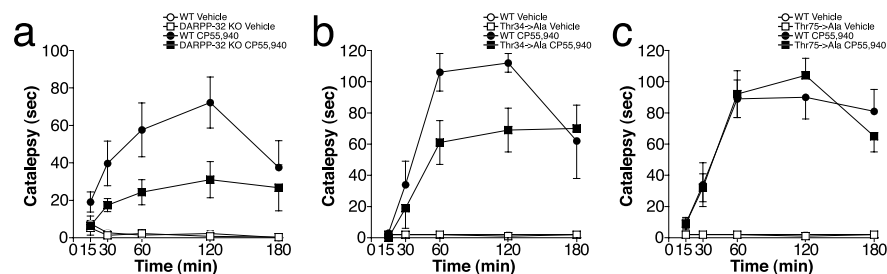 a
WT Vehicle
DARPP-32 KO Vehicle
WT CP55,940
DARPP-32 KO CP55,940
100
80
60
40
20
0
Catalepsy (sec)
0 15 30 60 120 180
Time (min)
b
WT Vehicle
Thr34->Ala Vehicle
WT CP55,940
Thr34->Ala CP55,940
120
100
80
60
40
20
0
Catalepsy (sec)
0 15 30 60 120 180
Time (min)
c
WT Vehicle
Thr75->Ala Vehicle
WT CP55,940
Thr75->Ala CP55,940
120
100
80
60
40
20
0
Catalepsy (sec)
0 15 30 60 120 180
Time (min)